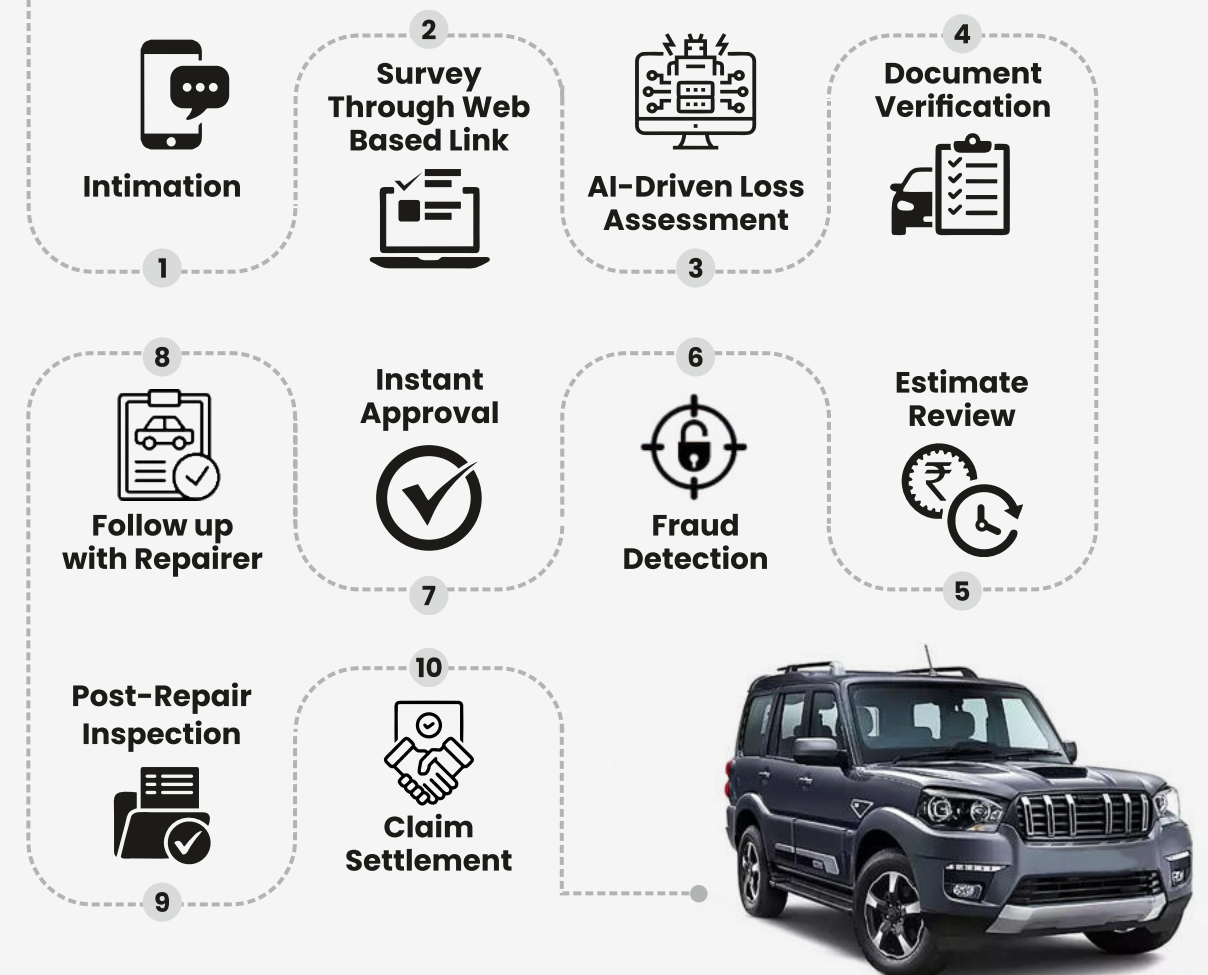 Intimation
1
2
Survey
Through Web
Based Link
AI-Driven Loss
Assessment
3
4
Document
Verification
Estimate
Review
₹
5
6
Fraud
Detection
Instant
Approval
7
8
Follow up
with Repairer
Post-Repair
Inspection
9
10
Claim
Settlement